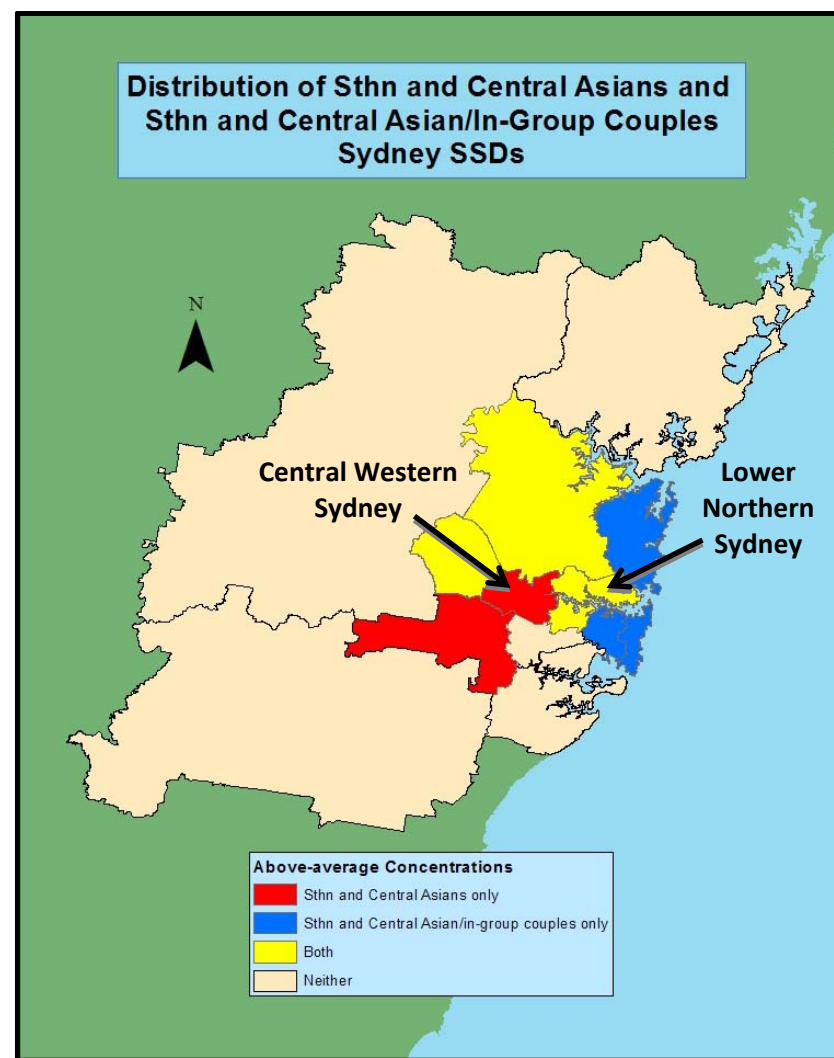 Distribution of Sthn and Central Asians and
Sthn and Central Asian/In-Group Couples
Sydney SSDs
N
Central Western
Sydney
Lower
Northern
Sydney
Above-average Concentrations
Sthn and Central Asians only
Sthn and Central Asian/in-group couples only
Both
Neither